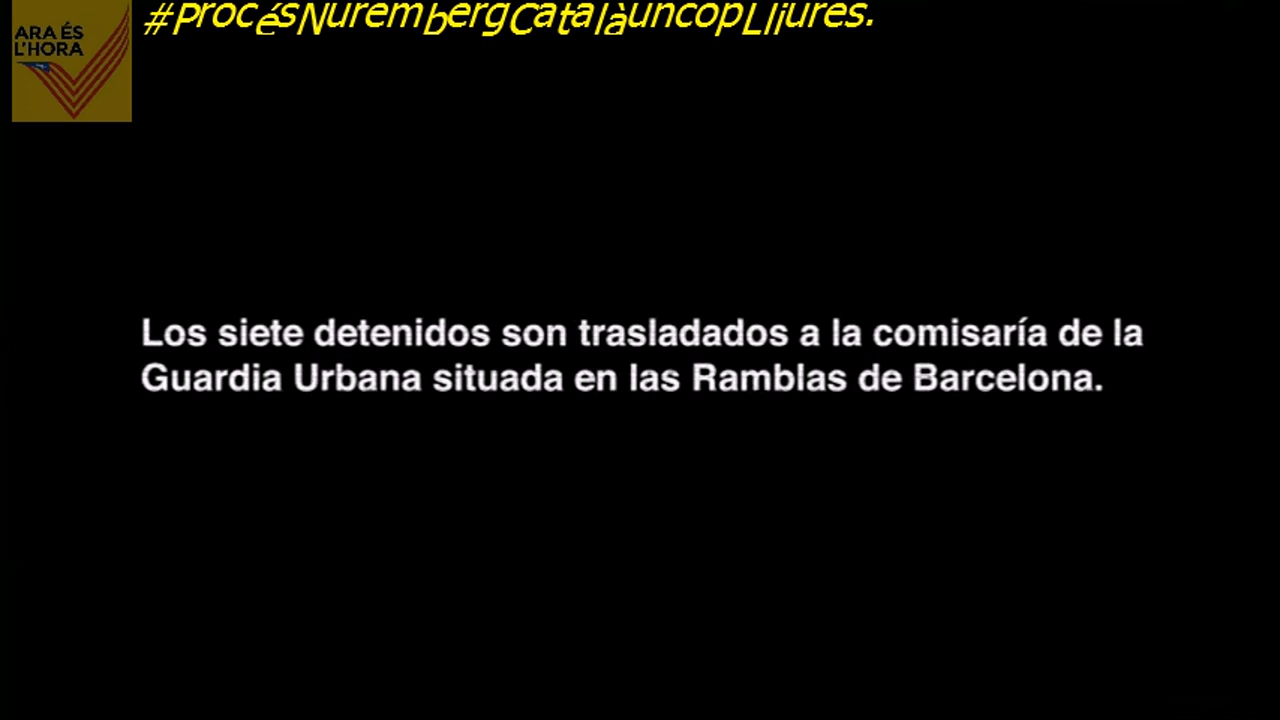 ARA ÉS
L'HORA
#ProcésNurembergCatalàuncopLliures.
Los siete detenidos son trasladados a la comisaría de la
Guardia Urbana situada en las Ramblas de Barcelona.